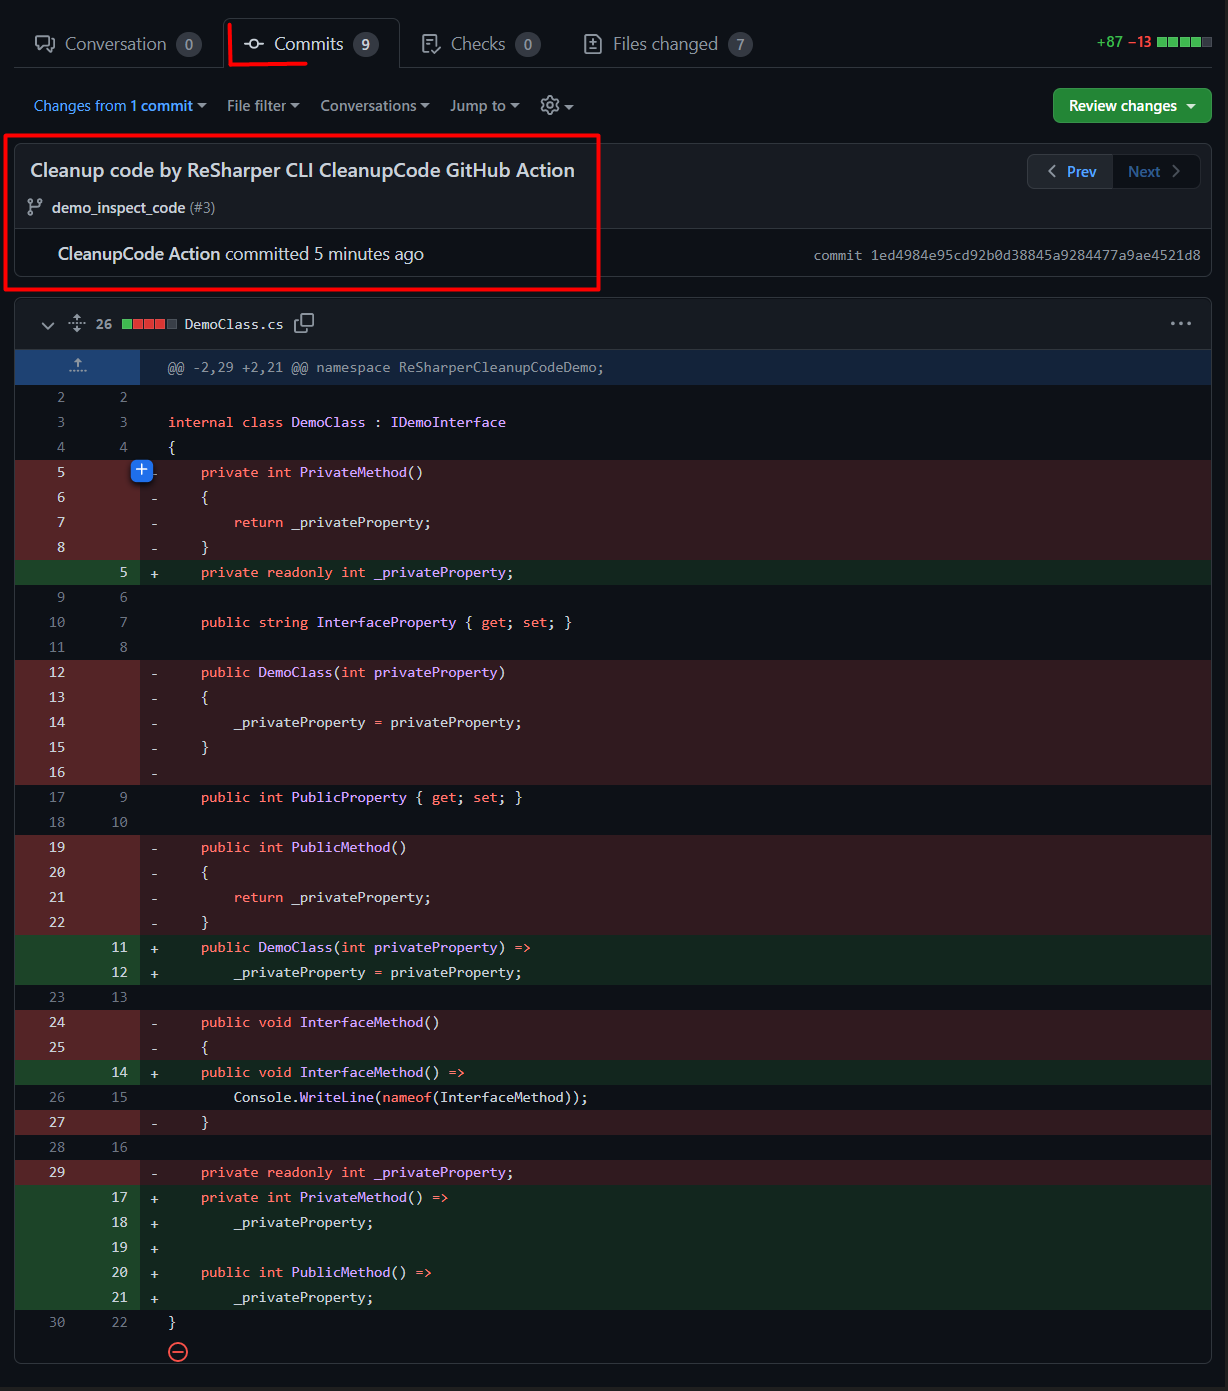 Conversation 0
Commits 9
Checks 0
Files changed 7
+87 −13
Changes from 1 commit
File filter
Conversations
Jump to
Review changes
Cleanup code by ReSharper CLI CleanupCode GitHub Action
Prev
Next
demo_inspect_code (#3)
CleanupCode Action committed 5 minutes ago
commit 1ed4984e95cd92b0d38845a9284477a9ae4521d8
26 DemoClass.cs
@@ -2,29 +2,21 @@ namespace ReSharperCleanupCodeDemo;
2 2
3 3 internal class DemoClass : IDemoInterface
4 4 {
5 - private int PrivateMethod()
6 - {
7 - return _privateProperty;
8 - }
5 + private readonly int _privateProperty;
9 6
10 7 public string InterfaceProperty { get; set; }
11 8
12 - public DemoClass(int privateProperty)
13 - {
14 - _privateProperty = privateProperty;
15 - }
16 -
17 9 public int PublicProperty { get; set; }
18 10
19 - public int PublicMethod()
20 - {
21 - return _privateProperty;
22 - }
11 + public DemoClass(int privateProperty) =>
12 + _privateProperty = privateProperty;
23 13
24 - public void InterfaceMethod()
25 - {
14 + public void InterfaceMethod() =>
26 15 Console.WriteLine(nameof(InterfaceMethod));
27 - }
28 16
29 - private readonly int _privateProperty;
17 + private int PrivateMethod() =>
18 + _privateProperty;
19 +
20 + public int PublicMethod() =>
21 + _privateProperty;
30 22 }